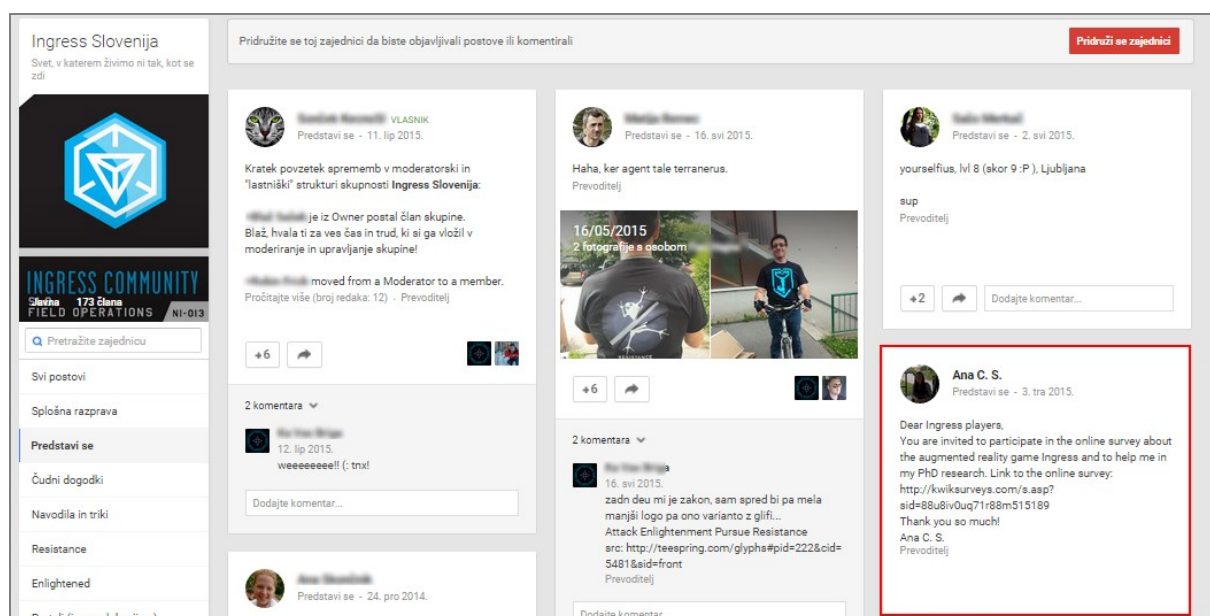 Ingress Slovenija
Svet, v katerem živimo ni tak, kot se
zdi
INGRESS COMMUNITY
173 člana
FIELD OPERATIONS NI-013
Pretražite zajednicu
Svi postovi
Splošna razprava
Predstavi se
Čudni dogodki
Navodila in triki
Resistance
Enlightened
Pridružite se toj zajednici da biste objavljivali postove ili komentirali
Pridruži se zajednici
VLASNIK
Predstavi se - 11. lip 2015.
Kratek povzetek sprememb v moderatorski in
"lastniški" strukturi skupnosti Ingress Slovenija:
je iz Owner postal član skupine.
Blaž, hvala ti za ves čas in trud, ki si ga vložil v
moderiranje in upravljanje skupine!
moved from a Moderator to a member.
Pročitajte više (broj redaka: 12) · Prevoditelj
+6
2 komentara
12. lip 2015.
weeeeeeee!! (: tnx!
Dodajte komentar...
Predstavi se - 24. pro 2014.
Predstavi se - 16. svi 2015.
Haha, ker agent tale terranerus.
Prevoditelj
16/05/2015
2 fotografije s osobom
RESISTANCE
+6
2 komentara
16. svi 2015.
zadn deu mi je zakon, sam spred bi pa mela
manjši logo pa ono varianto z glifi...
Attack Enlightenment Pursue Resistance
src: http://teespring.com/glyphs#pid=222&cid=
5481&sid=front
Prevoditelj
Dodajte komentar...
Predstavi se - 2. svi 2015.
yourselfius, lvl 8 (skor 9 :P ), Ljubljana
sup
Prevoditelj
+2
Dodajte komentar...
Ana C. S.
Predstavi se - 3. tra 2015.
Dear Ingress players,
You are invited to participate in the online survey about
the augmented reality game Ingress and to help me in
my PhD research. Link to the online survey:
http://kwiksurveys.com/s.asp?
sid=88u8iv0uq71r88m515189
Thank you so much!
Ana C. S.
Prevoditelj